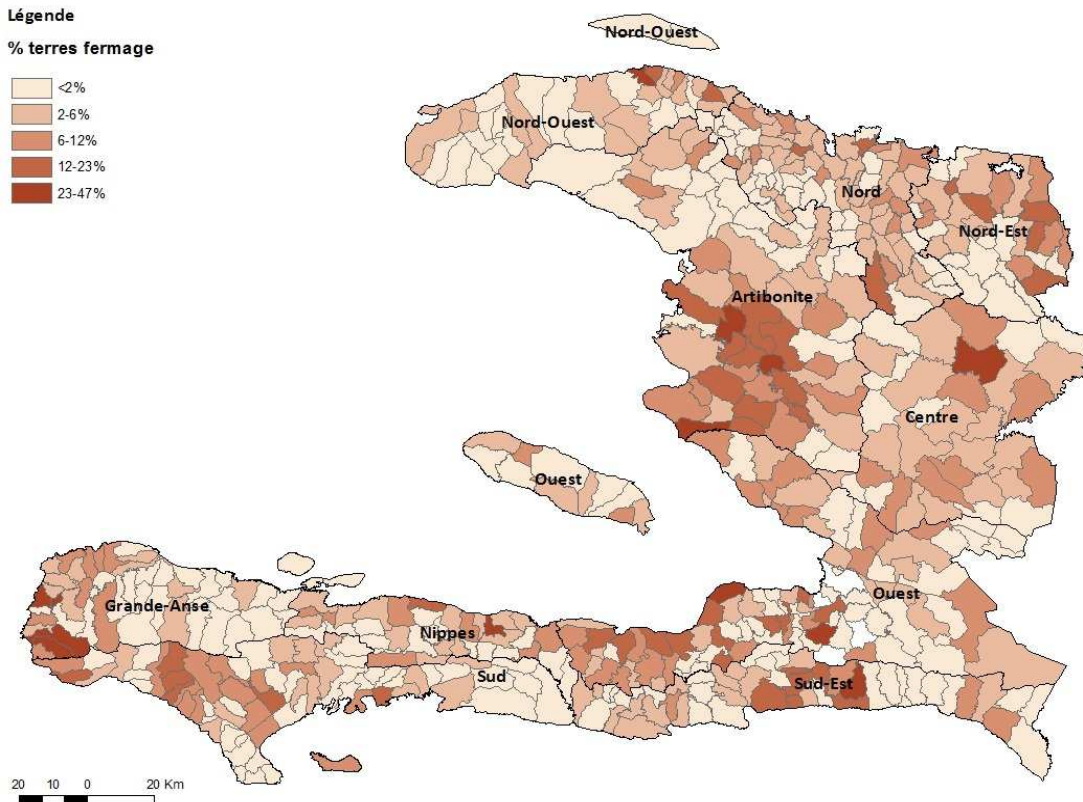 Légende
% terres fermage
<2%
2-6%
6-12%
12-23%
23-47%
Nord-Ouest
Nord-Ouest
Nord
Nord-Est
Artibonite
Centre
Ouest
Ouest
Grande-Anse
Nippes
Sud
Sud-Est
20 10 0 20 Km